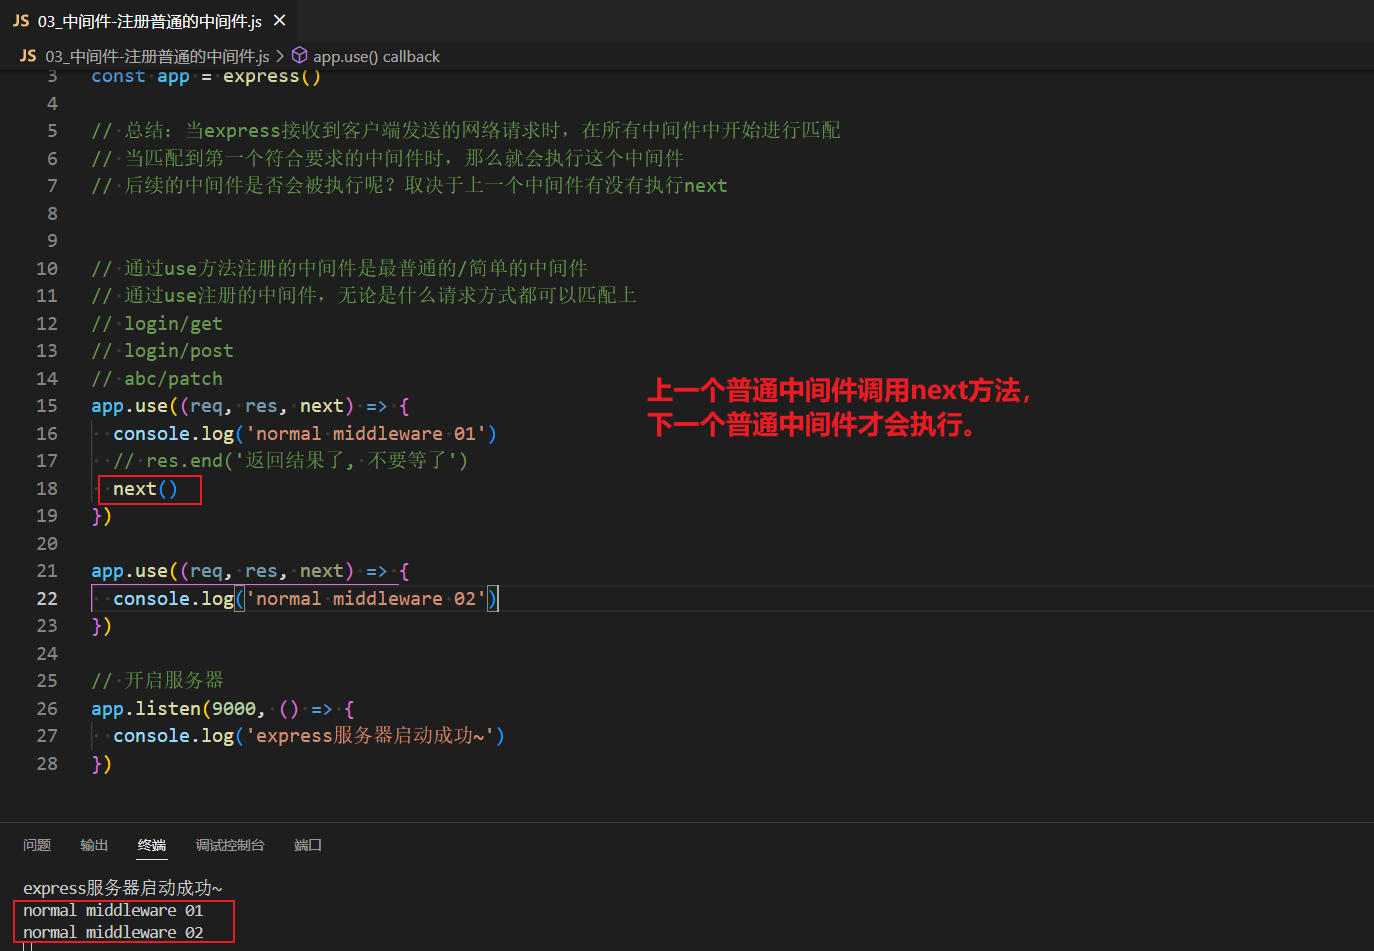 JS 03_中间件-注册普通的中间件.js ×
JS 03_中间件-注册普通的中间件.js > app.use() callback
3 const app = express()
4
5 // 总结：当express接收到客户端发送的网络请求时，在所有中间件中开始进行匹配
6 // 当匹配到第一个符合要求的中间件时，那么就会执行这个中间件
7 // 后续的中间件是否会被执行呢？取决于上一个中间件有没有执行next
8
9
10 // 通过use方法注册的中间件是最普通的/简单的中间件
11 // 通过use注册的中间件，无论是什么请求方式都可以匹配上
12 // login/get
13 // login/post
14 // abc/patch
15 app.use((req, res, next) => {
上一个普通中间件调用next方法，
下一个普通中间件才会执行。
16 console.log('normal middleware 01')
17 // res.end('返回结果了, 不要等了')
18 next()
19 })
20
21 app.use((req, res, next) => {
22 console.log('normal middleware 02')
23 })
24
25 // 开启服务器
26 app.listen(9000, () => {
27 console.log('express服务器启动成功~')
28 })
问题 输出 终端 调试控制台 端口
express服务器启动成功~
normal middleware 01
normal middleware 02